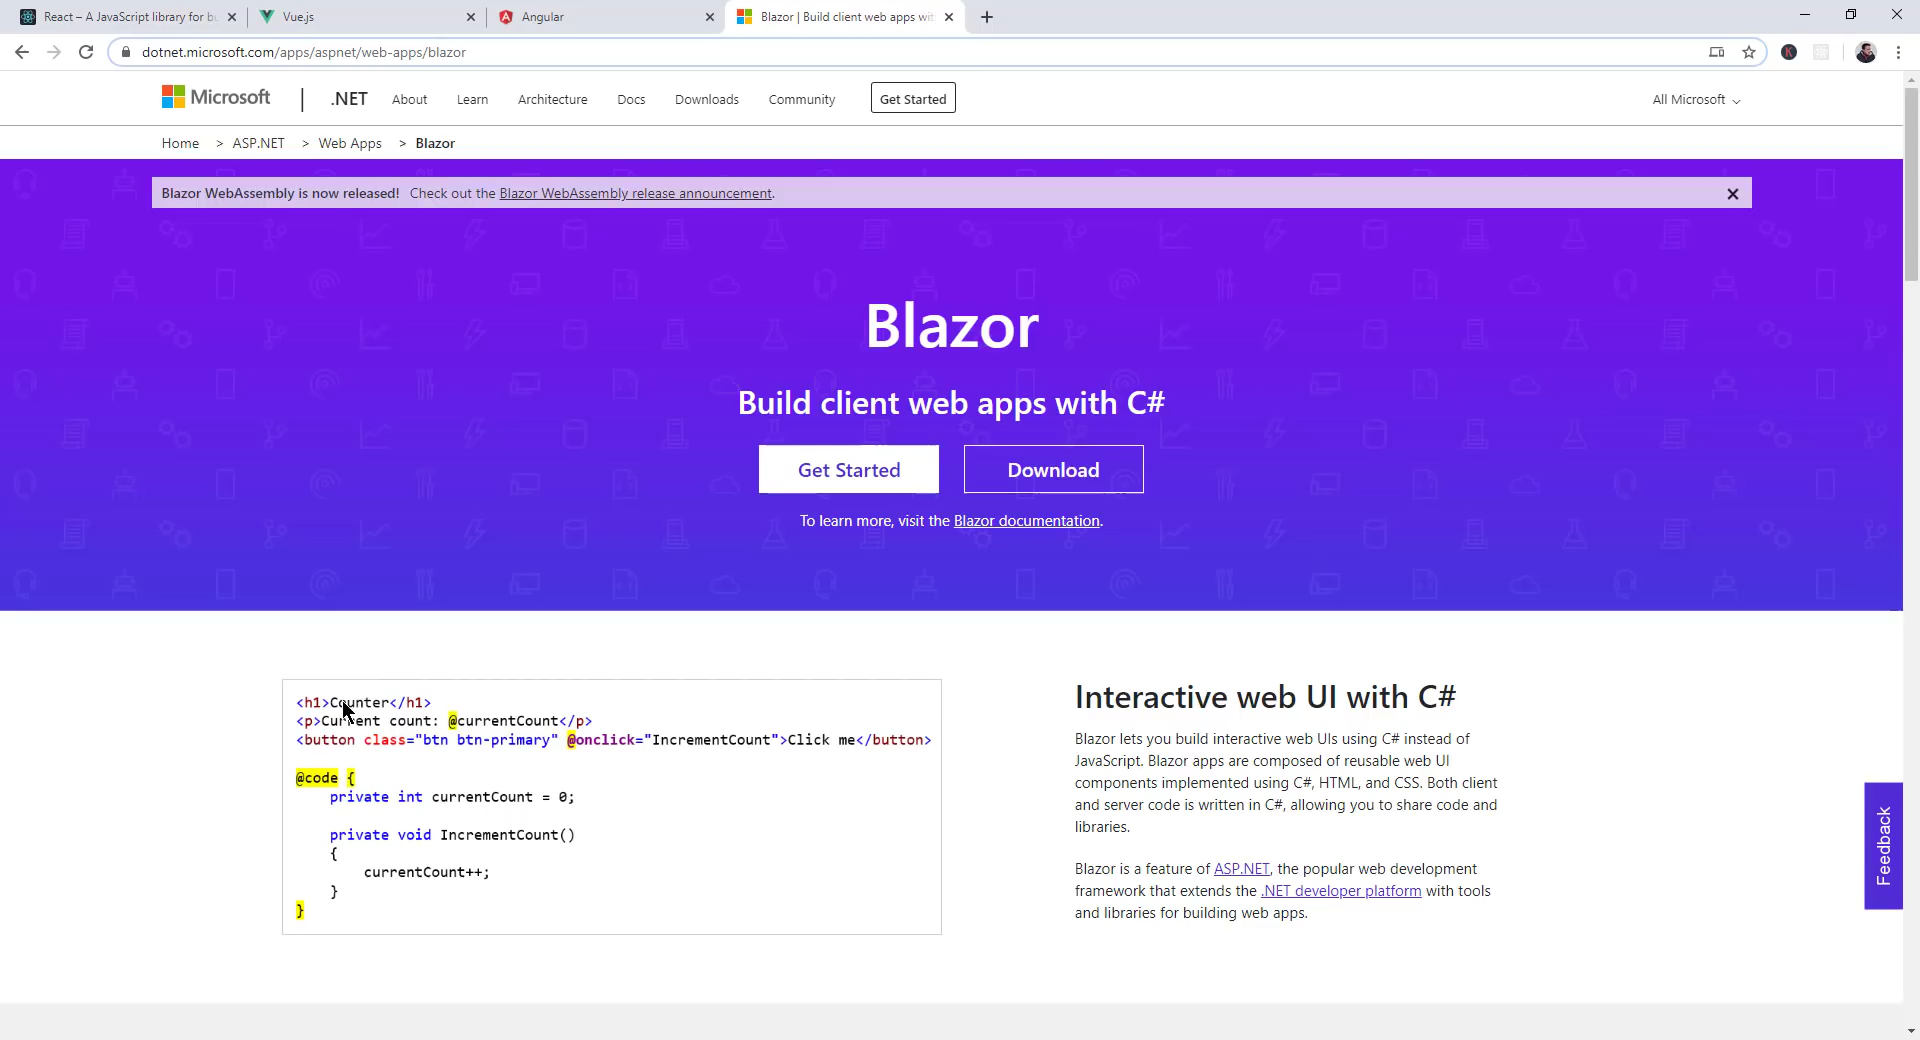 React – A JavaScript library for bu
Vue.js
Angular
Blazor | Build client web apps wit
dotnet.microsoft.com/apps/aspnet/web-apps/blazor
K
Microsoft
.NET
About
Learn
Architecture
Docs
Downloads
Community
Get Started
All Microsoft
Home > ASP.NET > Web Apps > Blazor
Blazor WebAssembly is now released! Check out the Blazor WebAssembly release announcement.
Blazor
Build client web apps with C#
Get Started
Download
To learn more, visit the Blazor documentation.
<h1>Counter</h1>
<p>Current count: @currentCount</p>
<button class="btn btn-primary" @onclick="IncrementCount">Click me</button>
@code {
private int currentCount = 0;
private void IncrementCount()
{
currentCount++;
}
}
Interactive web UI with C#
Blazor lets you build interactive web UIs using C# instead of
JavaScript. Blazor apps are composed of reusable web UI
components implemented using C#, HTML, and CSS. Both client
and server code is written in C#, allowing you to share code and
libraries.
Blazor is a feature of ASP.NET, the popular web development
framework that extends the .NET developer platform with tools
and libraries for building web apps.
Feedback